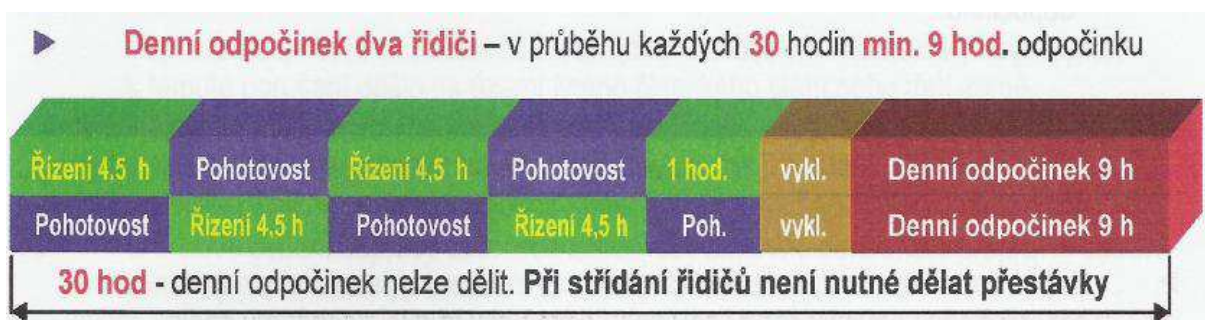 Denní odpočinek dva řidiči – v průběhu každých 30 hodin min. 9 hod. odpočinku
Řízení 4,5 h Pohotovost Řízení 4,5 h Pohotovost 1 hod. vykl. Denní odpočinek 9 h
Pohotovost Řízení 4,5 h Pohotovost Řízení 4,5 h Poh. vykl. Denní odpočinek 9 h
30 hod - denní odpočinek nelze dělit. Při střídání řidičů není nutné dělat přestávky